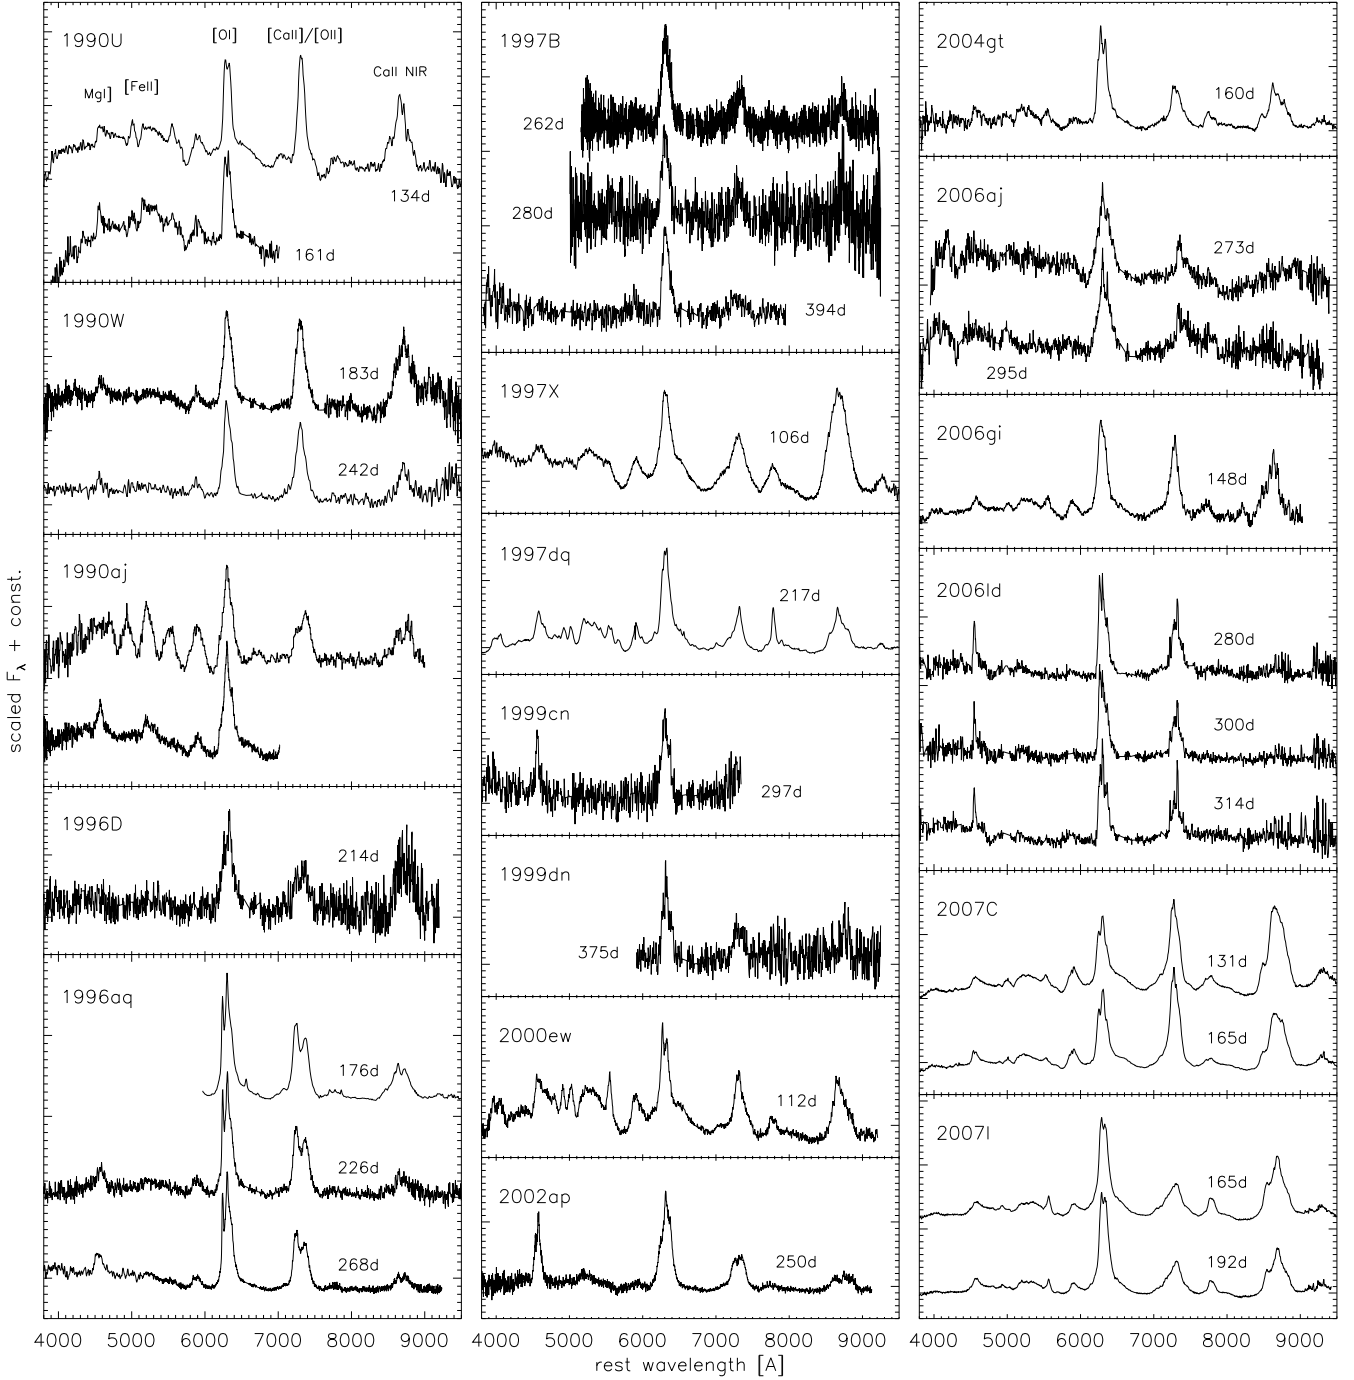 1990U
[OI]
[CaII]/[OII]
MgI]
[FeII]
CaII NIR
134d
161d
1990W
183d
242d
1990aj
1996D
214d
1996aq
176d
226d
268d
4000 5000 6000 7000 8000 9000
scaled Fλ + const.
1997B
262d
280d
394d
1997X
106d
1997dq
217d
1999cn
297d
1999dn
375d
2000ew
112d
2002ap
250d
4000 5000 6000 7000 8000 9000
rest wavelength [A]
2004gt
160d
2006aj
273d
295d
2006gi
148d
2006ld
280d
300d
314d
2007C
131d
165d
2007I
165d
192d
4000 5000 6000 7000 8000 9000